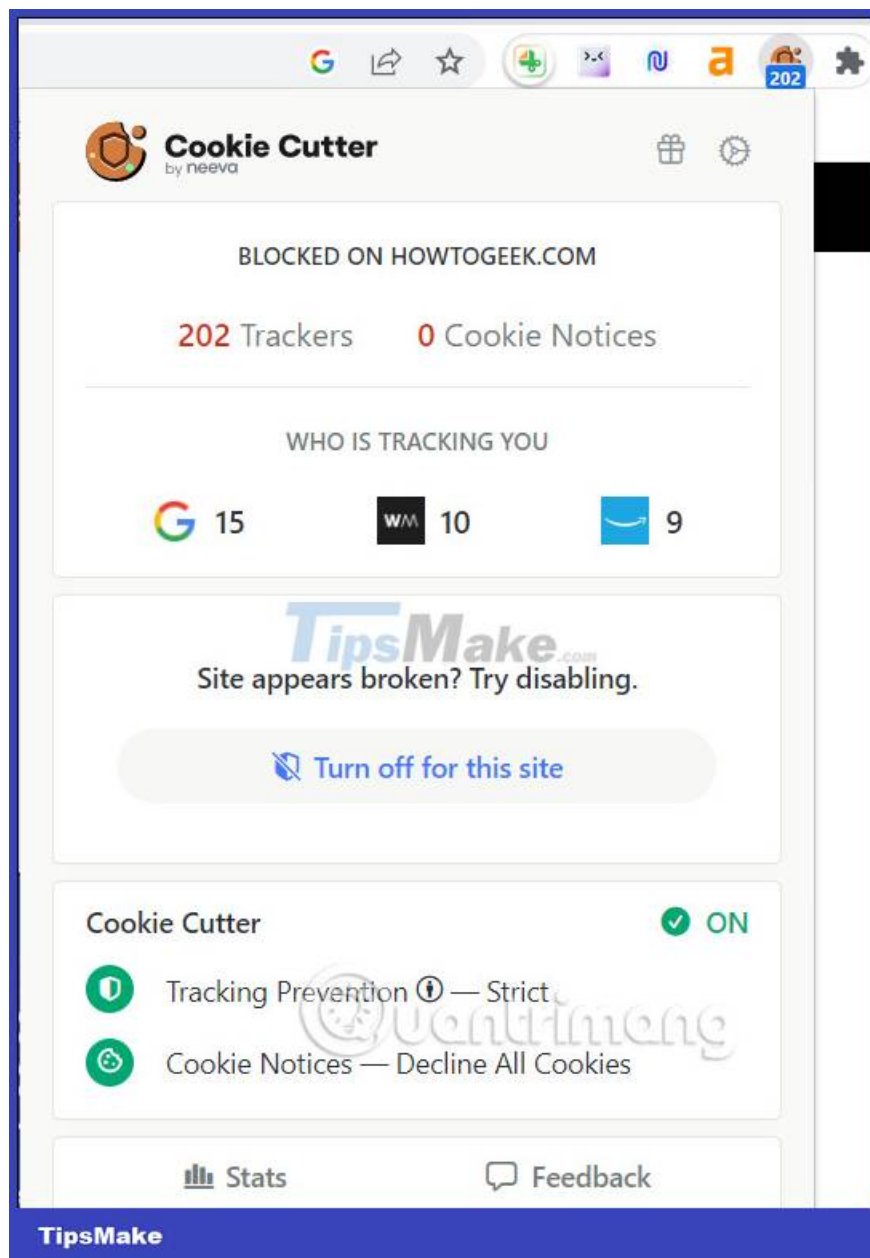 202
Cookie Cutter
by neeva
BLOCKED ON HOWTOGEEK.COM
202 Trackers 0 Cookie Notices
WHO IS TRACKING YOU
15 WM 10 9
TipsMake.com
Site appears broken? Try disabling.
Turn off for this site
Cookie Cutter ON
Tracking Prevention — Strict
Quantrimang
Cookie Notices — Decline All Cookies
Stats Feedback
TipsMake